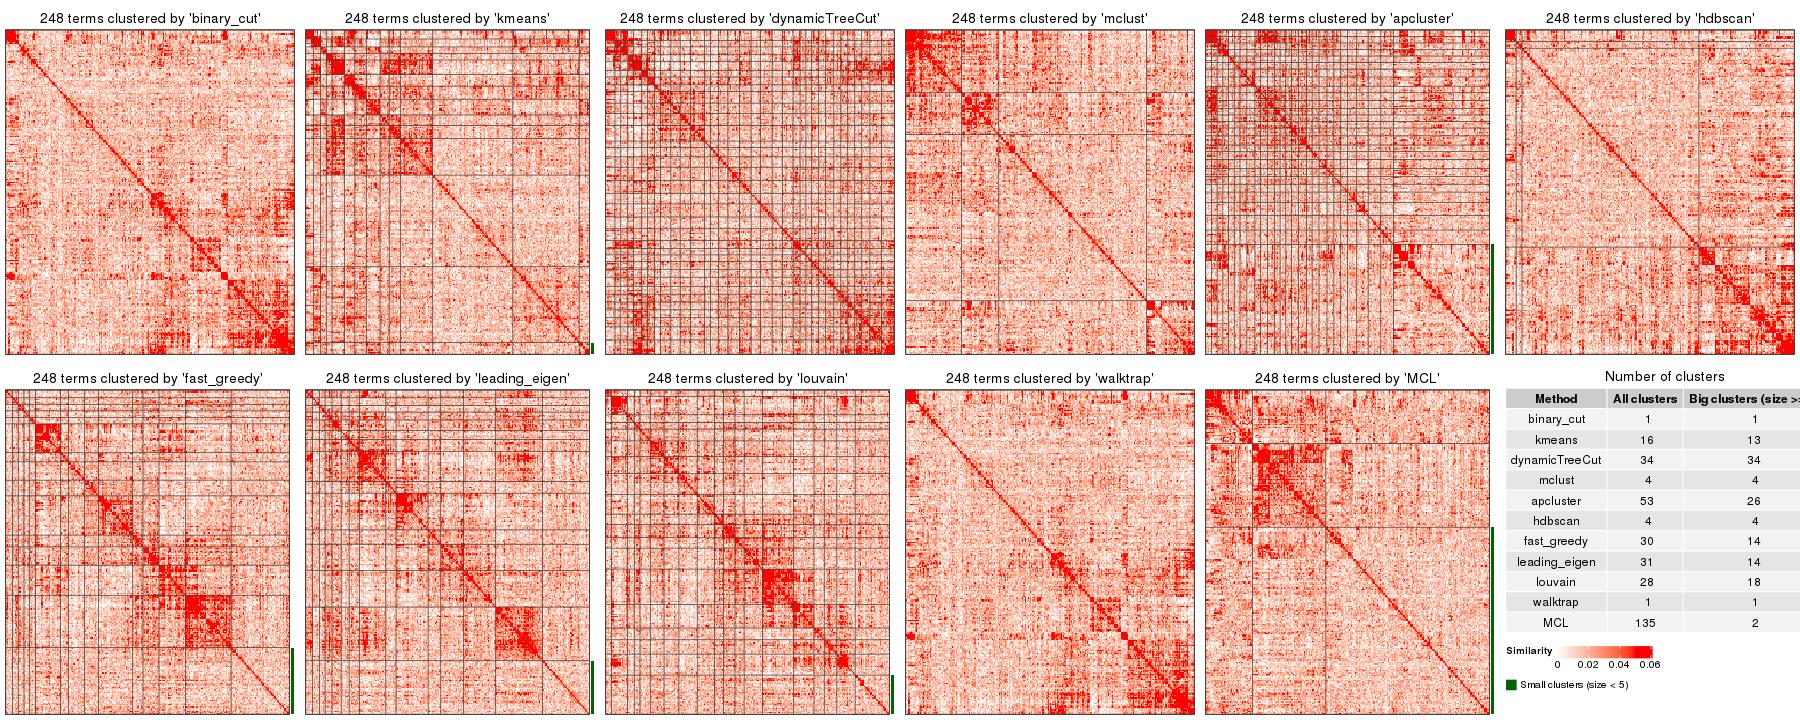 248 terms clustered by 'binary_cut'
248 terms clustered by 'kmeans'
248 terms clustered by 'dynamicTreeCut'
248 terms clustered by 'mclust'
248 terms clustered by 'apcluster'
248 terms clustered by 'hdbscan'
248 terms clustered by 'fast_greedy'
248 terms clustered by 'leading_eigen'
248 terms clustered by 'louvain'
248 terms clustered by 'walktrap'
248 terms clustered by 'MCL'
Number of clusters
Method All clusters Big clusters (size >=
binary_cut 1 1
kmeans 16 13
dynamicTreeCut 34 34
mclust 4 4
apcluster 53 26
hdbscan 4 4
fast_greedy 30 14
leading_eigen 31 14
louvain 28 18
walktrap 1 1
MCL 135 2
Similarity
0 0.02 0.04 0.06
Small clusters (size < 5)